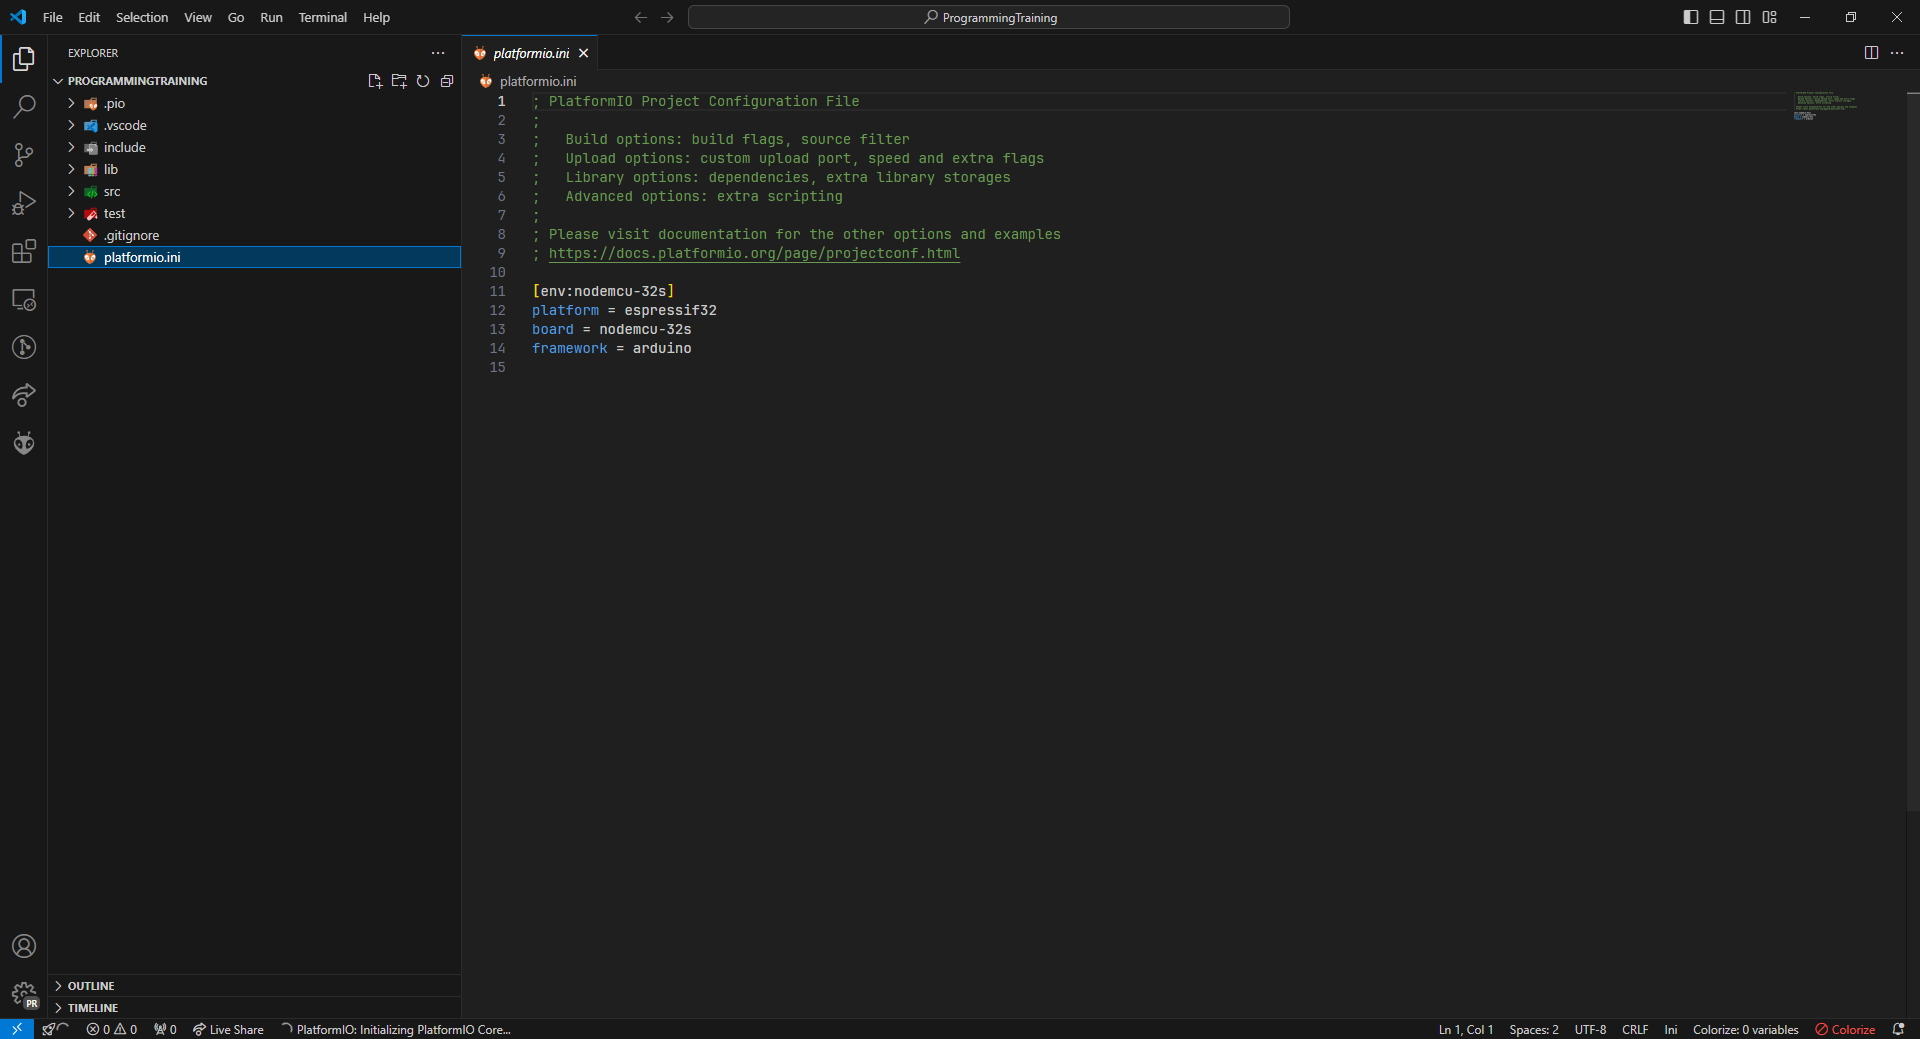 File Edit Selection View Go Run Terminal Help
ProgrammingTraining
EXPLORER
PROGRAMMINGTRAINING
.pio
.vscode
include
lib
src
test
.gitignore
platformio.ini
OUTLINE
TIMELINE
platformio.ini
platformio.ini
1 ; PlatformIO Project Configuration File
2 ;
3 ;   Build options: build flags, source filter
4 ;   Upload options: custom upload port, speed and extra flags
5 ;   Library options: dependencies, extra library storages
6 ;   Advanced options: extra scripting
7 ;
8 ; Please visit documentation for the other options and examples
9 ; https://docs.platformio.org/page/projectconf.html
10
11 [env:nodemcu-32s]
12 platform = espressif32
13 board = nodemcu-32s
14 framework = arduino
15
PR
0 0 0 Live Share PlatformIO: Initializing PlatformIO Core... Ln 1, Col 1 Spaces: 2 UTF-8 CRLF Ini Colorize: 0 variables Colorize